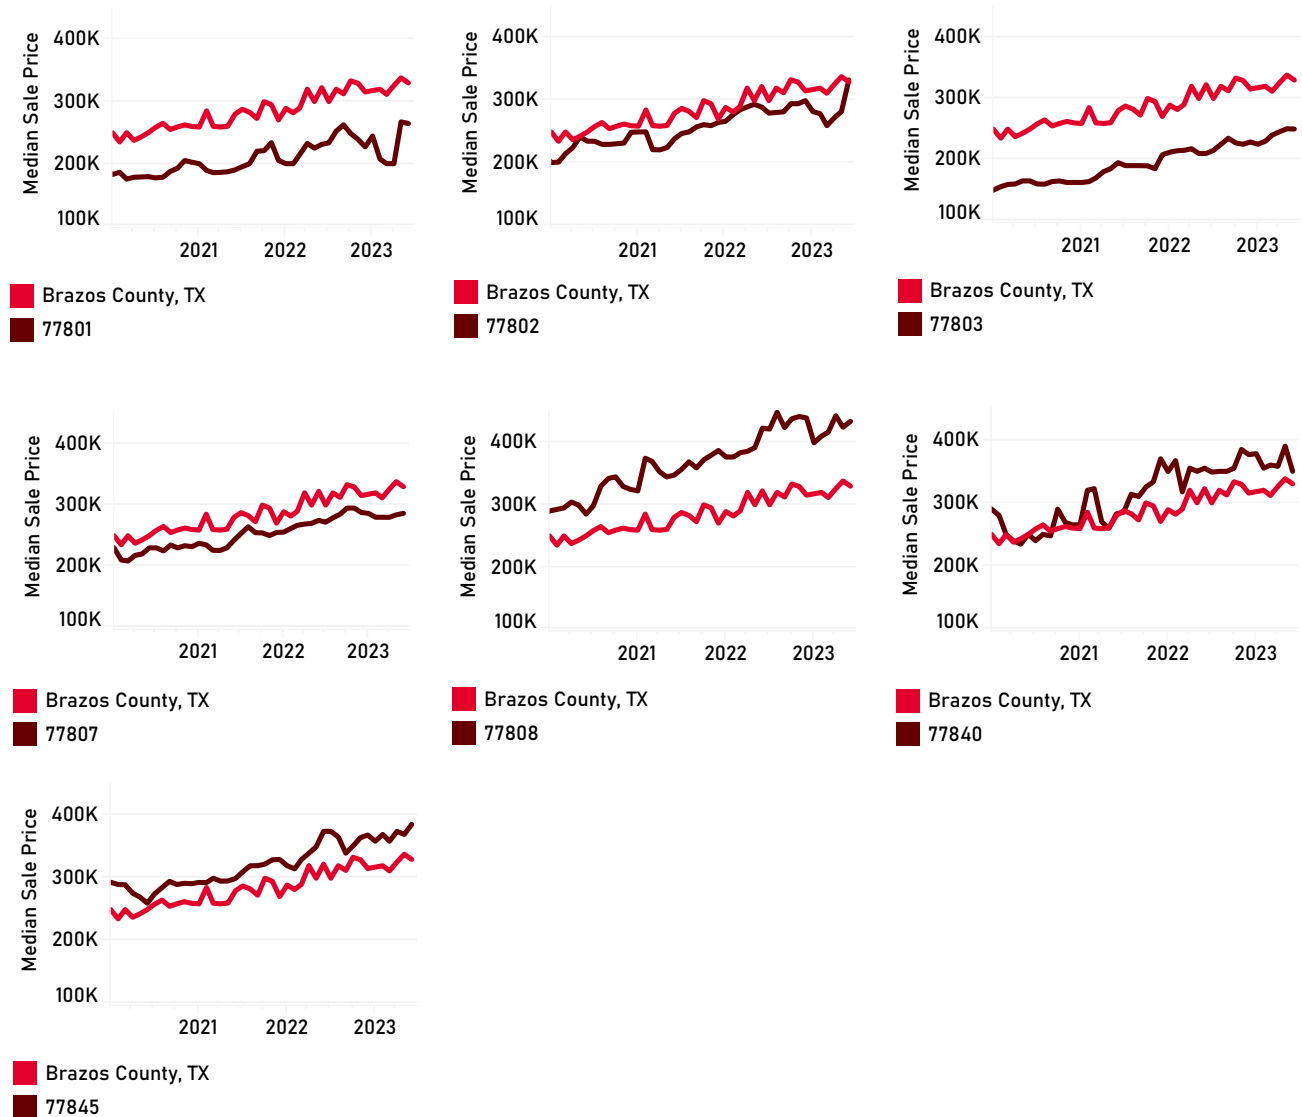 Median Sale Price
400K
300K
200K
100K
2021 2022 2023
Brazos County, TX
77801
Median Sale Price
400K
300K
200K
100K
2021 2022 2023
Brazos County, TX
77802
Median Sale Price
400K
300K
200K
100K
2021 2022 2023
Brazos County, TX
77803
Median Sale Price
400K
300K
200K
100K
2021 2022 2023
Brazos County, TX
77807
Median Sale Price
400K
300K
200K
100K
2021 2022 2023
Brazos County, TX
77808
Median Sale Price
400K
300K
200K
100K
2021 2022 2023
Brazos County, TX
77840
Median Sale Price
400K
300K
200K
100K
2021 2022 2023
Brazos County, TX
77845